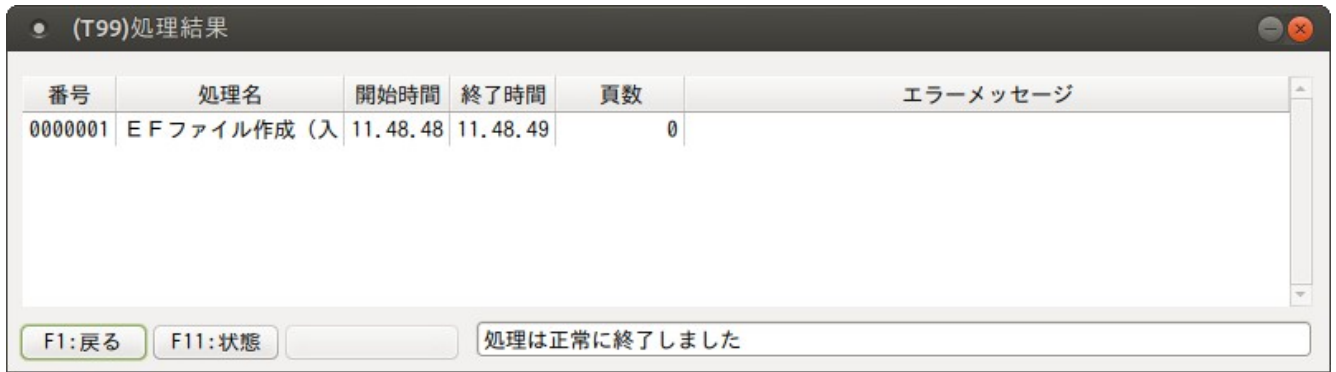 (T99)処理結果
番号 処理名 開始時間 終了時間 頁数 エラーメッセージ
0000001 EFファイル作成（入 11.48.48 11.48.49 0
F1:戻る F11:状態 処理は正常に終了しました